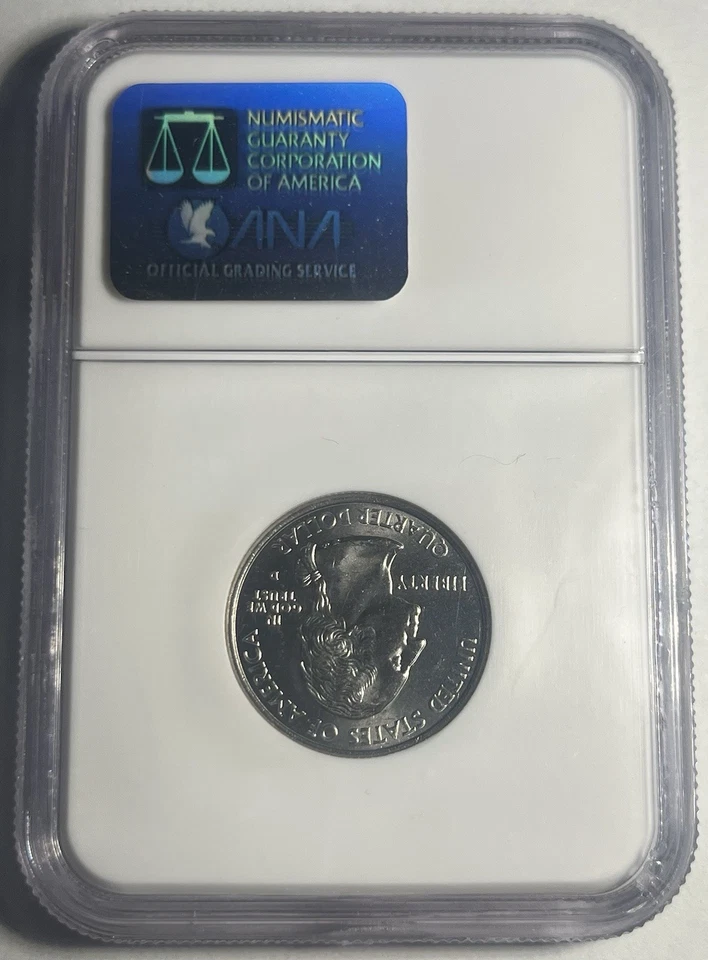 NUMISMATIC
GUARANTY
CORPORATION
OF AMERICA
ANA
OFFICIAL GRADING SERVICE
UNITED STATES OF AMERICA
LIBERTY
IN
GOD WE
TRUST
P
QUARTER DOLLAR